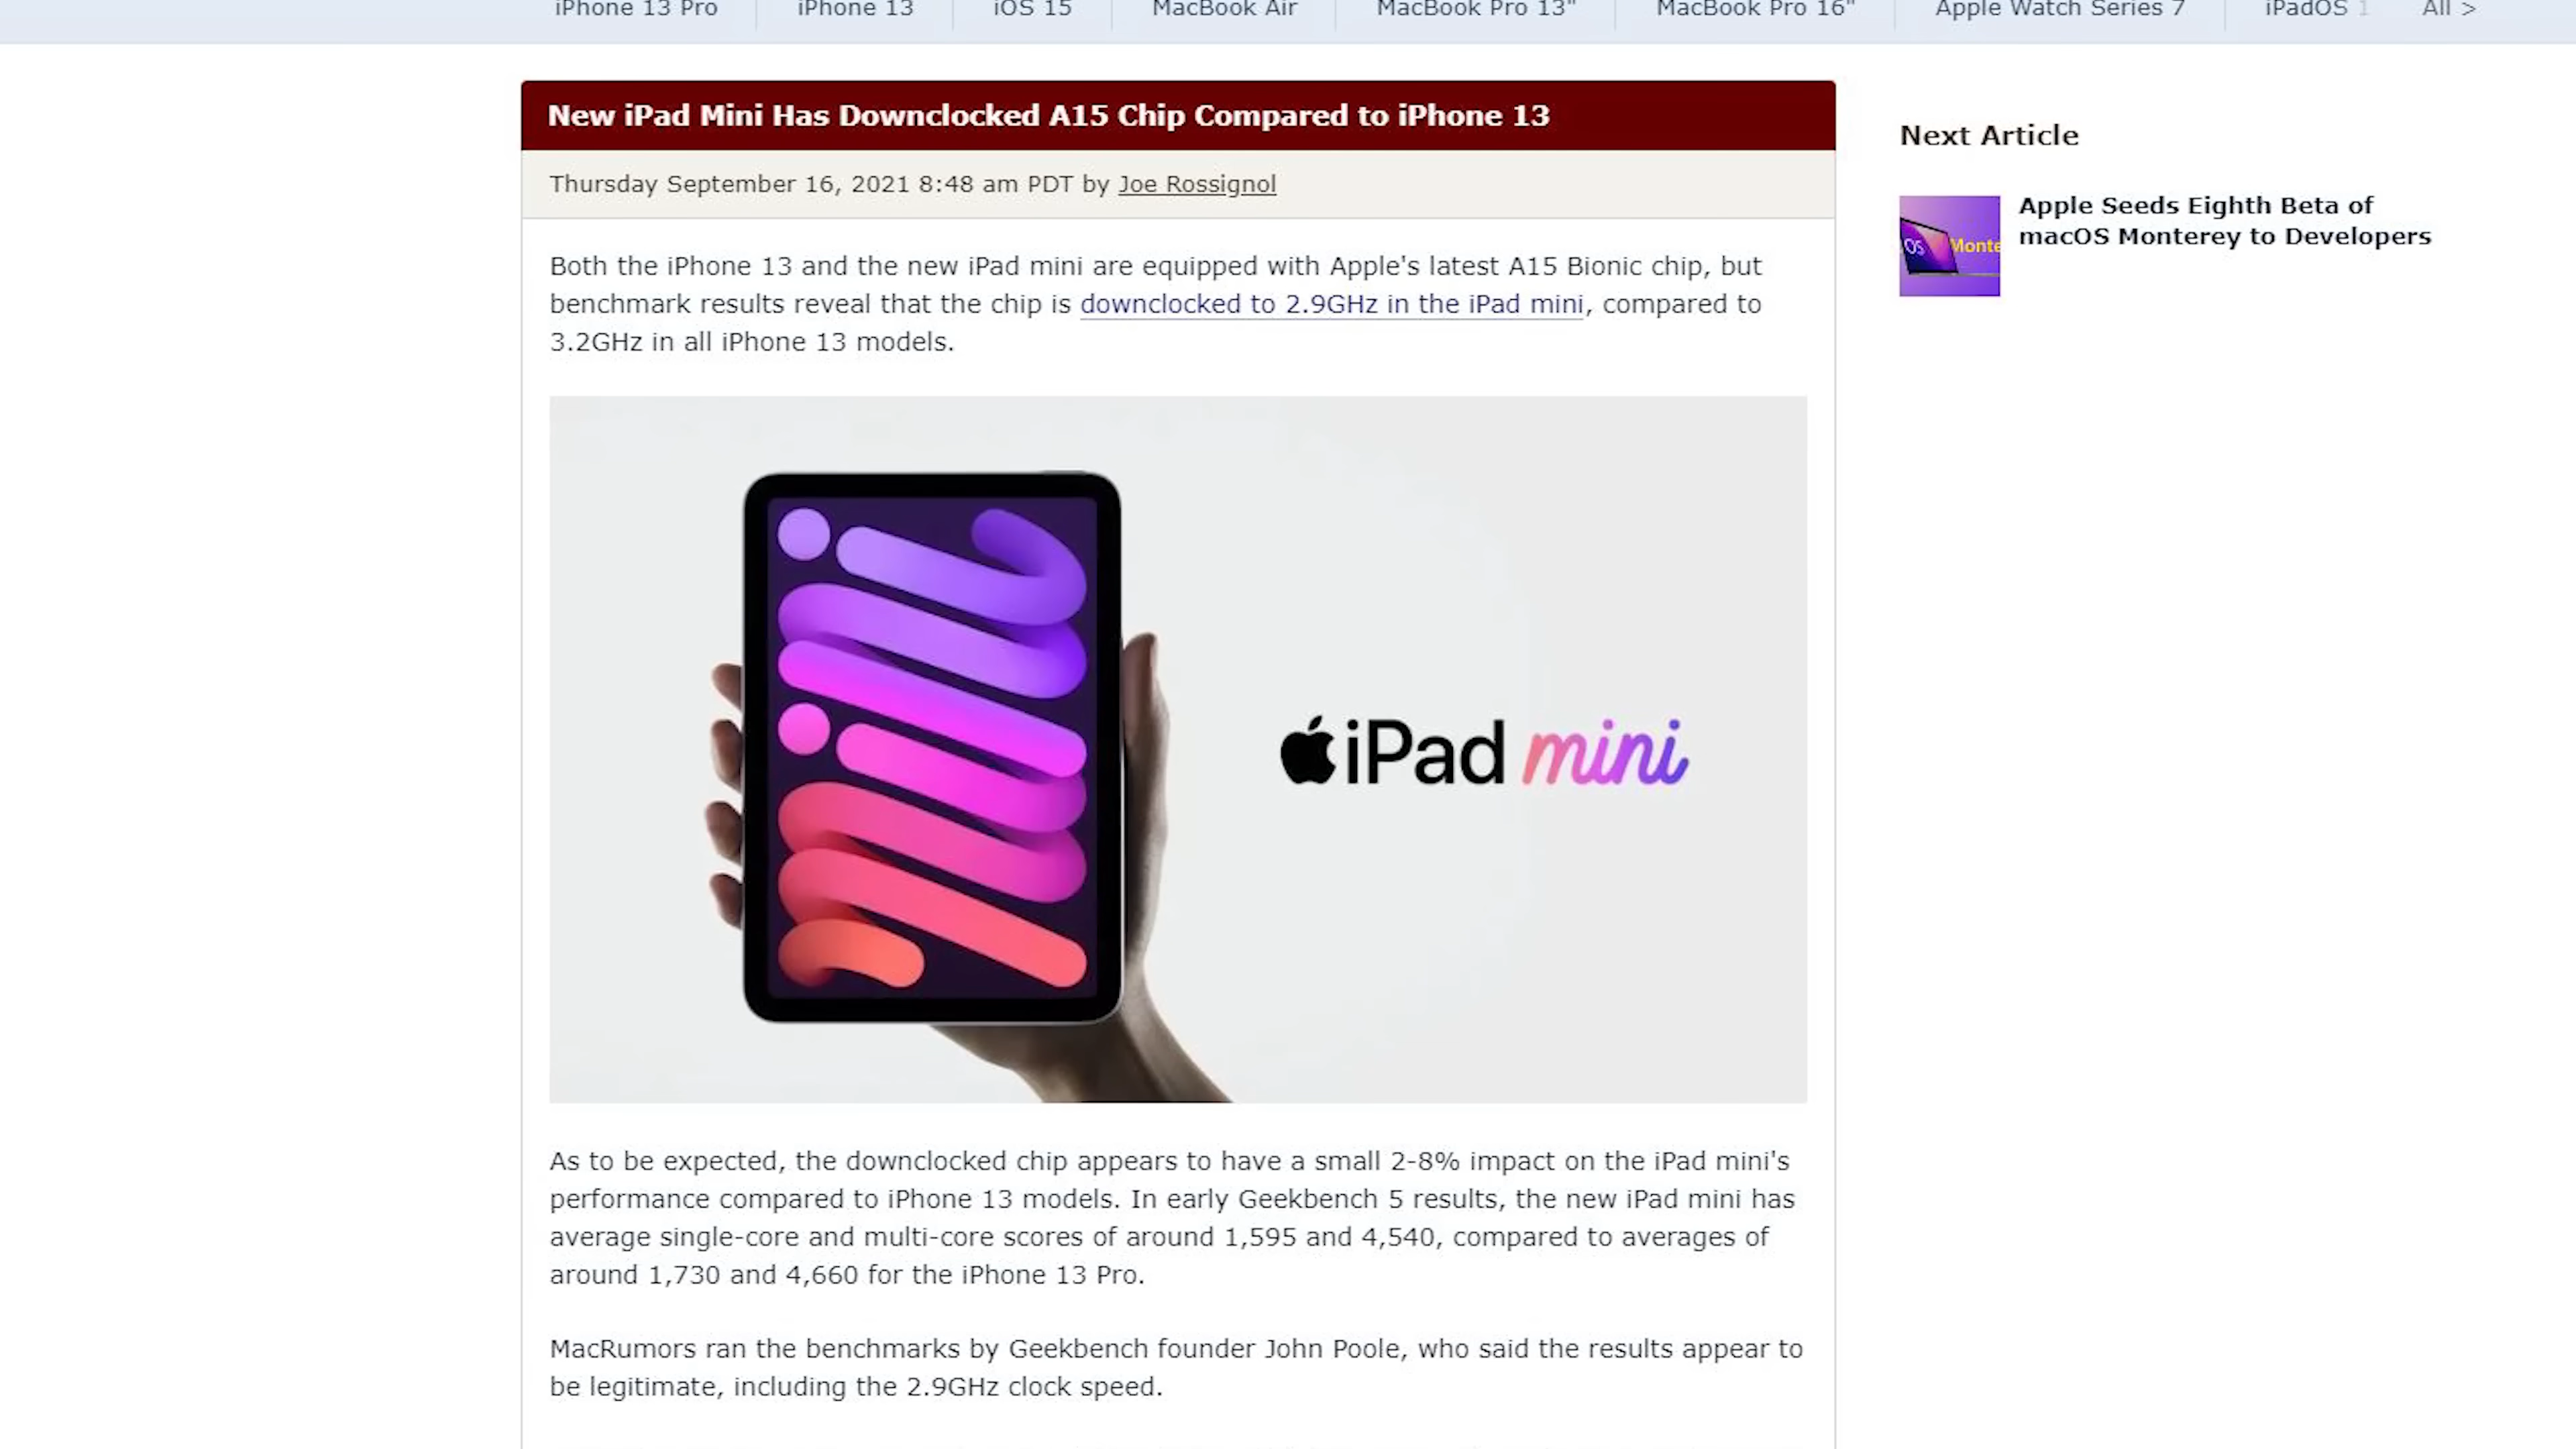 iPhone 13 Pro
iPhone 13
iOS 15
MacBook Air
MacBook Pro 13"
MacBook Pro 16"
Apple Watch Series 7
iPadOS 1
All >
New iPad Mini Has Downclocked A15 Chip Compared to iPhone 13
Thursday September 16, 2021 8:48 am PDT by Joe Rossignol
Both the iPhone 13 and the new iPad mini are equipped with Apple's latest A15 Bionic chip, but
benchmark results reveal that the chip is downclocked to 2.9GHz in the iPad mini, compared to
3.2GHz in all iPhone 13 models.
iPad mini
As to be expected, the downclocked chip appears to have a small 2-8% impact on the iPad mini's
performance compared to iPhone 13 models. In early Geekbench 5 results, the new iPad mini has
average single-core and multi-core scores of around 1,595 and 4,540, compared to averages of
around 1,730 and 4,660 for the iPhone 13 Pro.
MacRumors ran the benchmarks by Geekbench founder John Poole, who said the results appear to
be legitimate, including the 2.9GHz clock speed.
Next Article
OS Monte
Apple Seeds Eighth Beta of
macOS Monterey to Developers